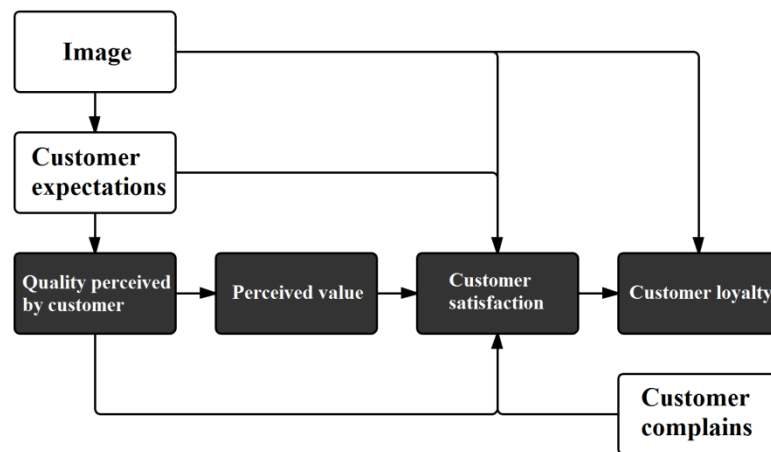 Image
Customer
expectations
Quality perceived
by customer
Perceived value
Customer
satisfaction
Customer loyalty
Customer
complains